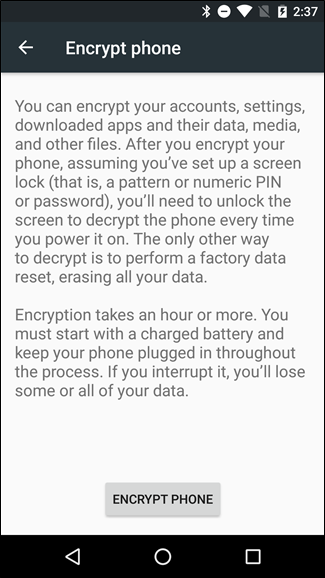 2:37
Encrypt phone
You can encrypt your accounts, settings,
downloaded apps and their data, media,
and other files. After you encrypt your
phone, assuming you've set up a screen
lock (that is, a pattern or numeric PIN
or password), you'll need to unlock the
screen to decrypt the phone every time
you power it on. The only other way
to decrypt is to perform a factory data
reset, erasing all your data.
Encryption takes an hour or more. You
must start with a charged battery and
keep your phone plugged in throughout
the process. If you interrupt it, you'll lose
some or all of your data.
ENCRYPT PHONE